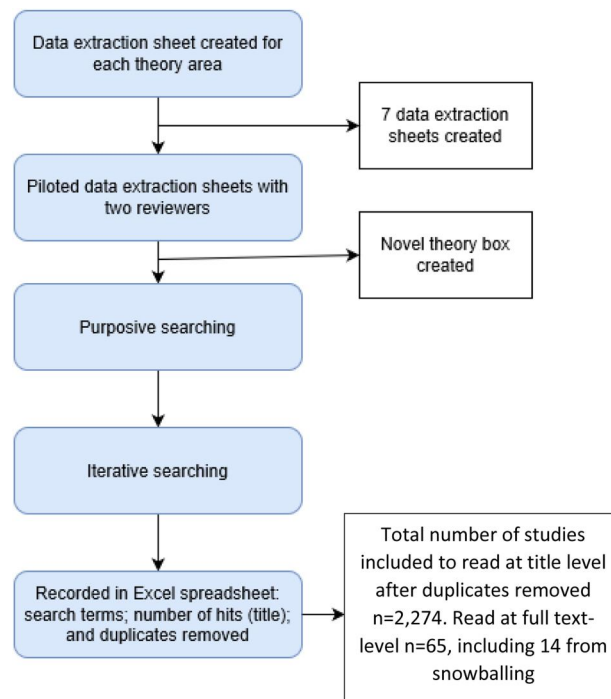 Data extraction sheet created for
each theory area
7 data extraction
sheets created
Piloted data extraction sheets with
two reviewers
Novel theory box
created
Purposive searching
Iterative searching
Recorded in Excel spreadsheet:
search terms; number of hits (title);
and duplicates removed
Total number of studies
included to read at title level
after duplicates removed
n=2,274. Read at full text-
level n=65, including 14 from
snowballing